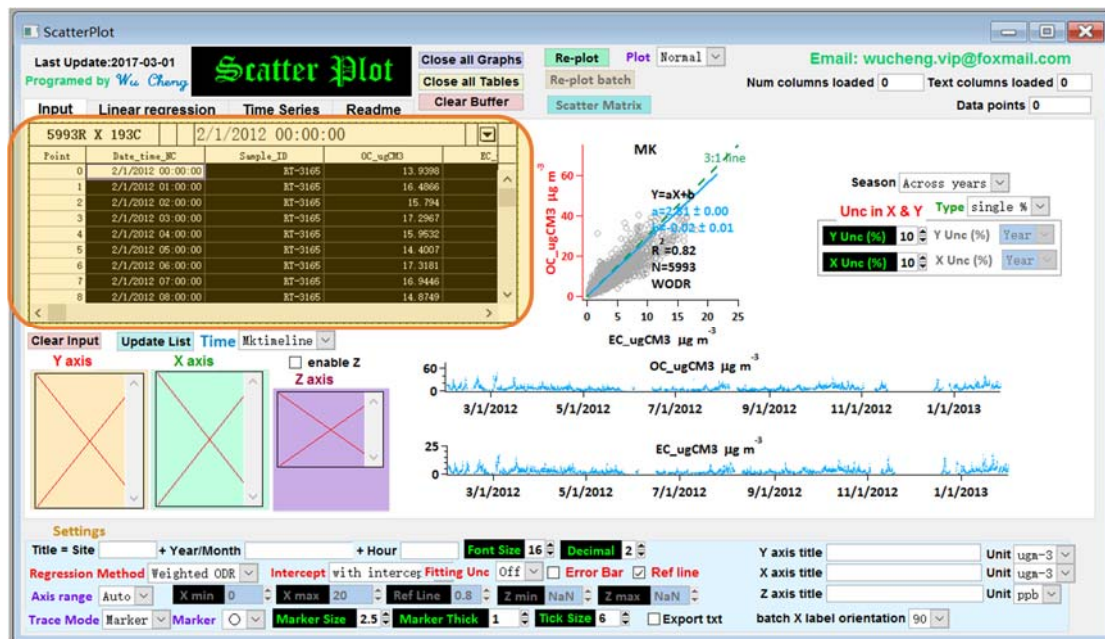 ScatterPlot
Last Update:2017-03-01
Programed by Wu Cheng
Scatter Plot
Close all Graphs
Close all Tables
Clear Buffer
Re-plot
Plot Normal
Re-plot batch
Scatter Matrix
Email: wucheng.vip@foxmail.com
Num columns loaded 0 Text columns loaded 0
Data points 0
Input Linear regression Time Series Readme
5993R X 193C 2/1/2012 00:00:00
Point Date_time_NC Sample_ID OC_ugCM3 EC_
0 2/1/2012 00:00:00 RT-3165 13.9398
1 2/1/2012 01:00:00 RT-3165 16.4866
2 2/1/2012 02:00:00 RT-3165 15.794
3 2/1/2012 03:00:00 RT-3165 17.2967
4 2/1/2012 04:00:00 RT-3165 15.9532
5 2/1/2012 05:00:00 RT-3165 14.4007
6 2/1/2012 06:00:00 RT-3165 17.3181
7 2/1/2012 07:00:00 RT-3165 16.9446
8 2/1/2012 08:00:00 RT-3165 14.8749
MK
3:1 line
OC_ugCM3 µg m-3
60
40
20
0
Y=aX+b
± 0.00
-0.02 ± 0.01
R2=0.82
N=5993
WODR
0 5 10 15 20 25
EC_ugCM3 µg m-3
Season Across years
Unc in X & Y Type single %
Y Unc (%) 10 Y Unc (%) Year
X Unc (%) 10 X Unc (%) Year
Clear Input Update List Time Mktimeline
Y axis X axis enable Z
Z axis
OC_ugCM3 µg m-3
60
0
3/1/2012 5/1/2012 7/1/2012 9/1/2012 11/1/2012 1/1/2013
EC_ugCM3 µg m-3
25
0
3/1/2012 5/1/2012 7/1/2012 9/1/2012 11/1/2012 1/1/2013
Settings
Title = Site + Year/Month + Hour Font Size 16 Decimal 2
Regression Method Weighted ODR Intercept with intercep Fitting Unc Off Error Bar Ref line
Axis range Auto X min 0 X max 20 Ref Line 0.8 Z min NaN Z max NaN
Trace Mode Marker Marker Marker Size 2.5 Marker Thick 1 Tick Size 6 Export txt
Y axis title Unit ugm-3
X axis title Unit ugm-3
Z axis title Unit ppb
batch X label orientation 90